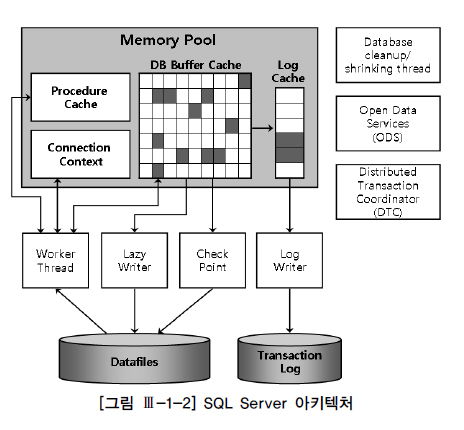 Memory Pool
DB Buffer Cache
Log
Cache
Procedure
Cache
Connection
Context
Database
cleanup/
shrinking thread
Open Data
Services
(ODS)
Distributed
Transaction
Coordinator
(DTC)
Worker
Thread
Lazy
Writer
Check
Point
Log
Writer
Datafiles
Transaction
Log
[그림 Ⅲ-1-2] SQL Server 아키텍처